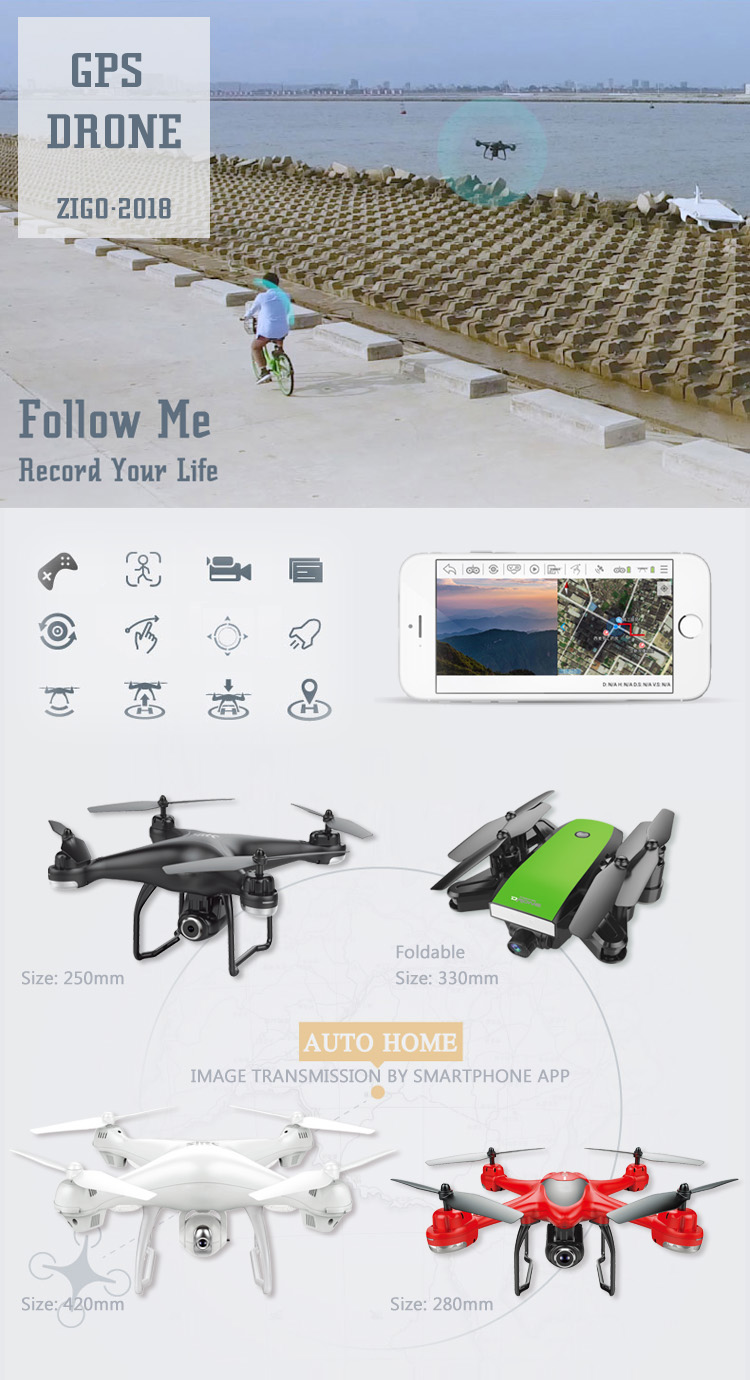 GPS
DRONE
ZIGO·2018
Follow Me
Record Your Life
D:N/A H:N/A D.S:N/A V.S:N/A
Size: 250mm
Foldable
Size: 330mm
AUTO HOME
IMAGE TRANSMISSION BY SMARTPHONE APP
Size: 420mm
Size: 280mm